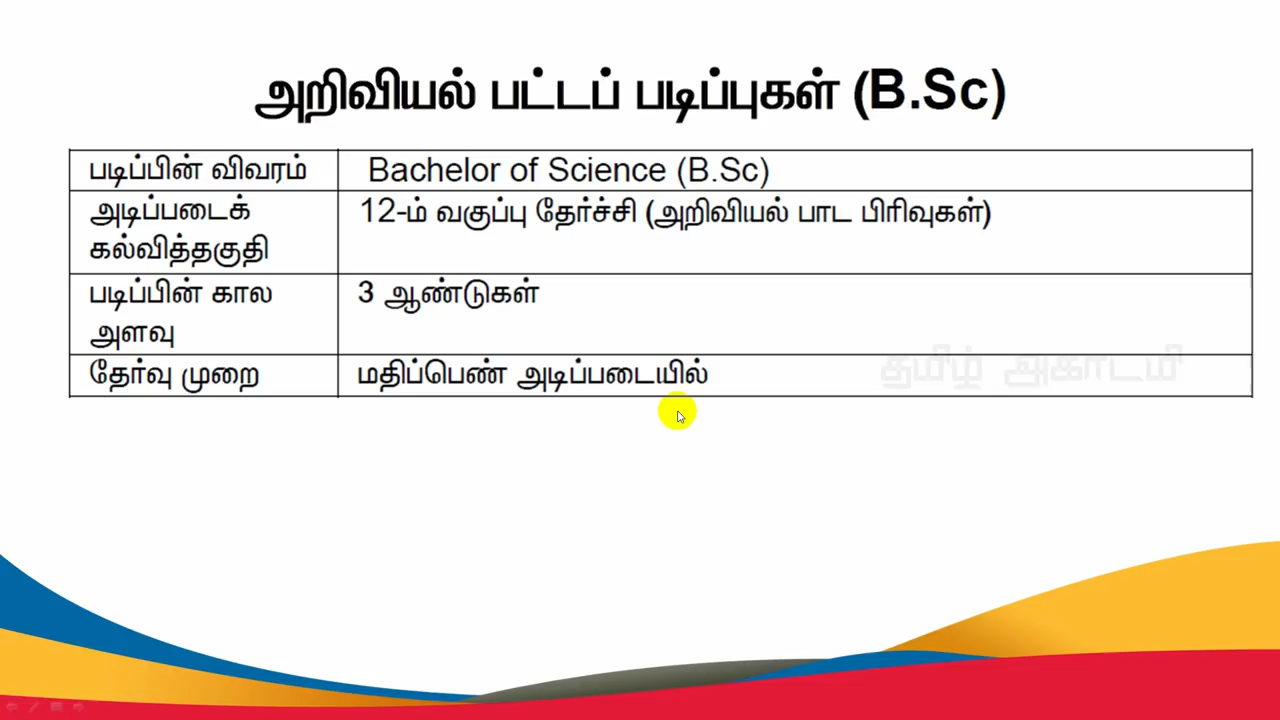 அறிவியல் பட்டப் படிப்புகள் (B.Sc)
படிப்பின் விவரம் Bachelor of Science (B.Sc)
அடிப்படைக் 12-ம் வகுப்பு தேர்ச்சி (அறிவியல் பாட பிரிவுகள்)
கல்வித்தகுதி
படிப்பின் கால 3 ஆண்டுகள்
அளவு
தேர்வு முறை மதிப்பெண் அடிப்படையில்
தமிழ் அகாடமி